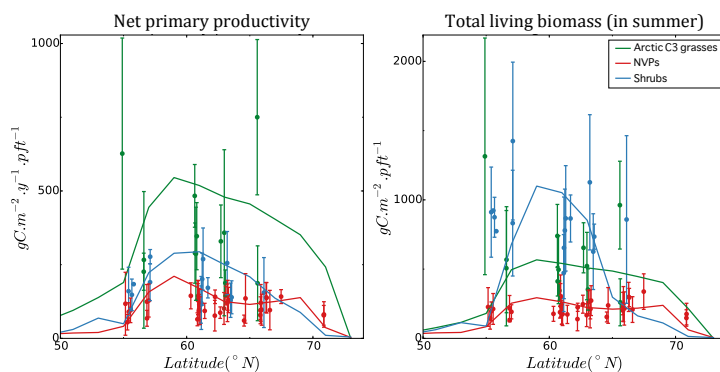 Net primary productivity
Total living biomass (in summer)
1000
500
0
gC.m⁻².y⁻¹.pft⁻¹
50
60
70
Latitude(°N)
2000
1000
0
gC.m⁻².pft⁻¹
50
60
70
Latitude(°N)
Arctic C3 grasses
NVPs
Shrubs